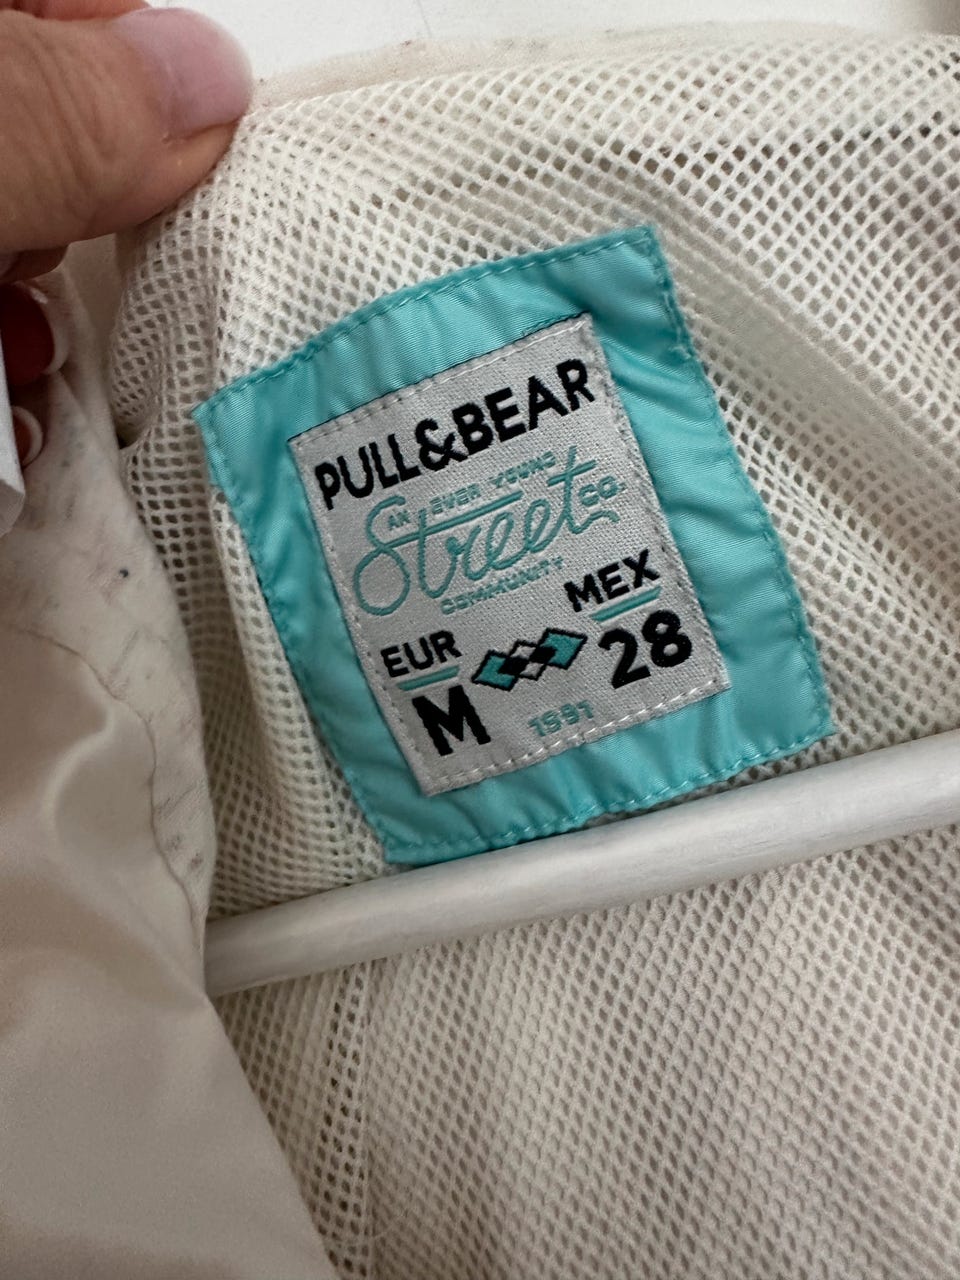 PULL&BEAR
AN EVER YOUNG
Street CO.
COMMUNITY
EUR
M
MEX
28
1991